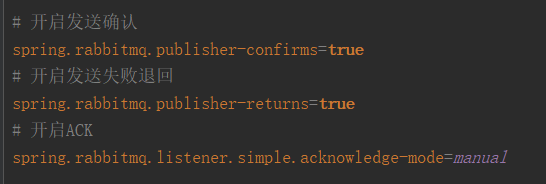 # 开启发送确认
spring.rabbitmq.publisher-confirms=true
# 开启发送失败退回
spring.rabbitmq.publisher-returns=true
# 开启ACK
spring.rabbitmq.listener.simple.acknowledge-mode=manual